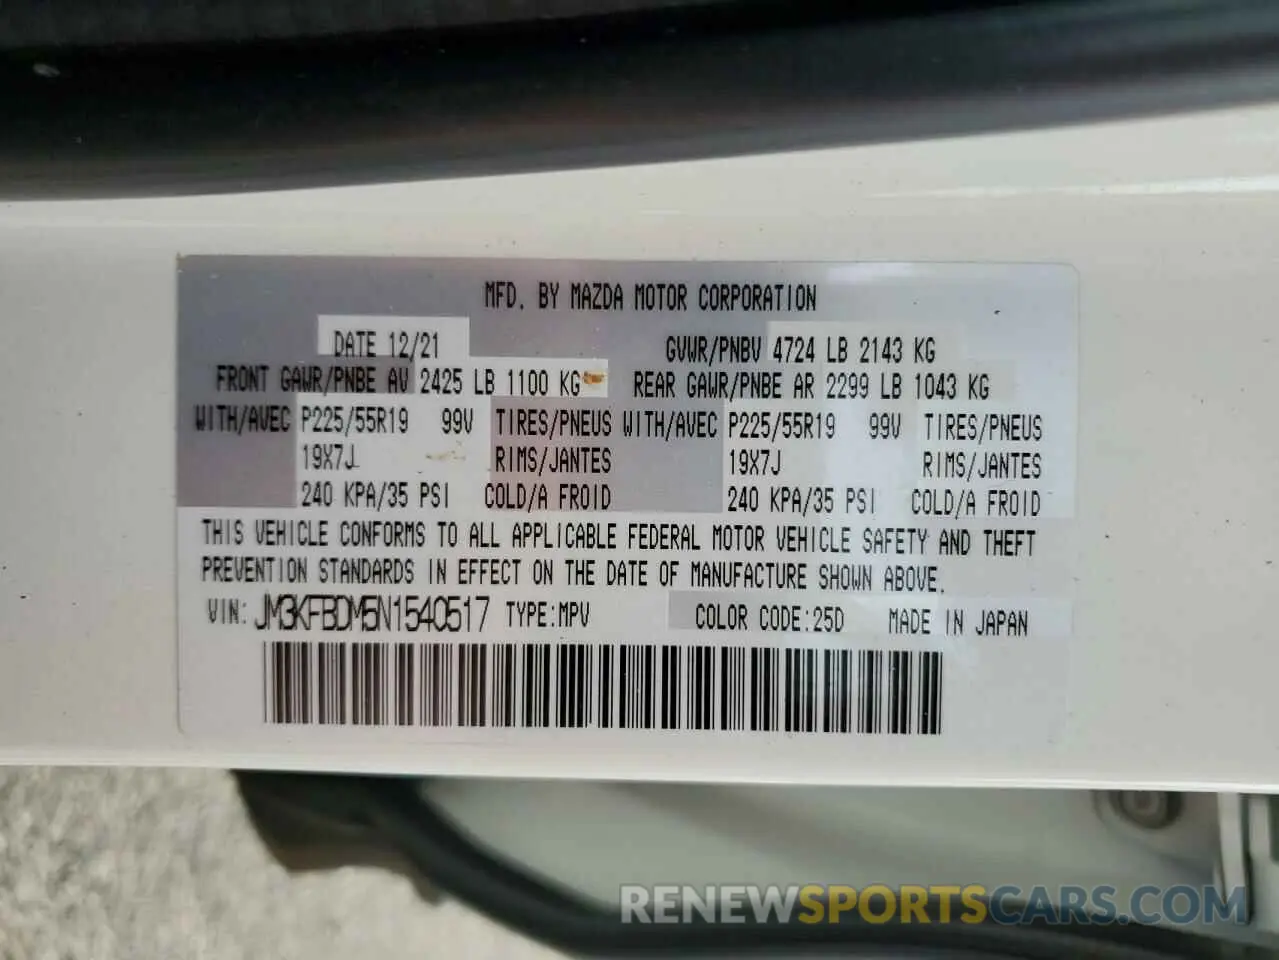 MFD. BY MAZDA MOTOR CORPORATION
DATE 12/21 GVWR/PNBV 4724 LB 2143 KG
FRONT GAWR/PNBE AV 2425 LB 1100 KG REAR GAWR/PNBE AR 2299 LB 1043 KG
WITH/AVEC P225/55R19 99V TIRES/PNEUS WITH/AVEC P225/55R19 99V TIRES/PNEUS
19X7J RIMS/JANTES 19X7J RIMS/JANTES
240 KPA/35 PSI COLD/A FROID 240 KPA/35 PSI COLD/A FROID
THIS VEHICLE CONFORMS TO ALL APPLICABLE FEDERAL MOTOR VEHICLE SAFETY AND THEFT
PREVENTION STANDARDS IN EFFECT ON THE DATE OF MANUFACTURE SHOWN ABOVE.
VIN: JM3KFBDM5N1540517 TYPE:MPV COLOR CODE:25D MADE IN JAPAN
RENEWSPORTSCARS.COM